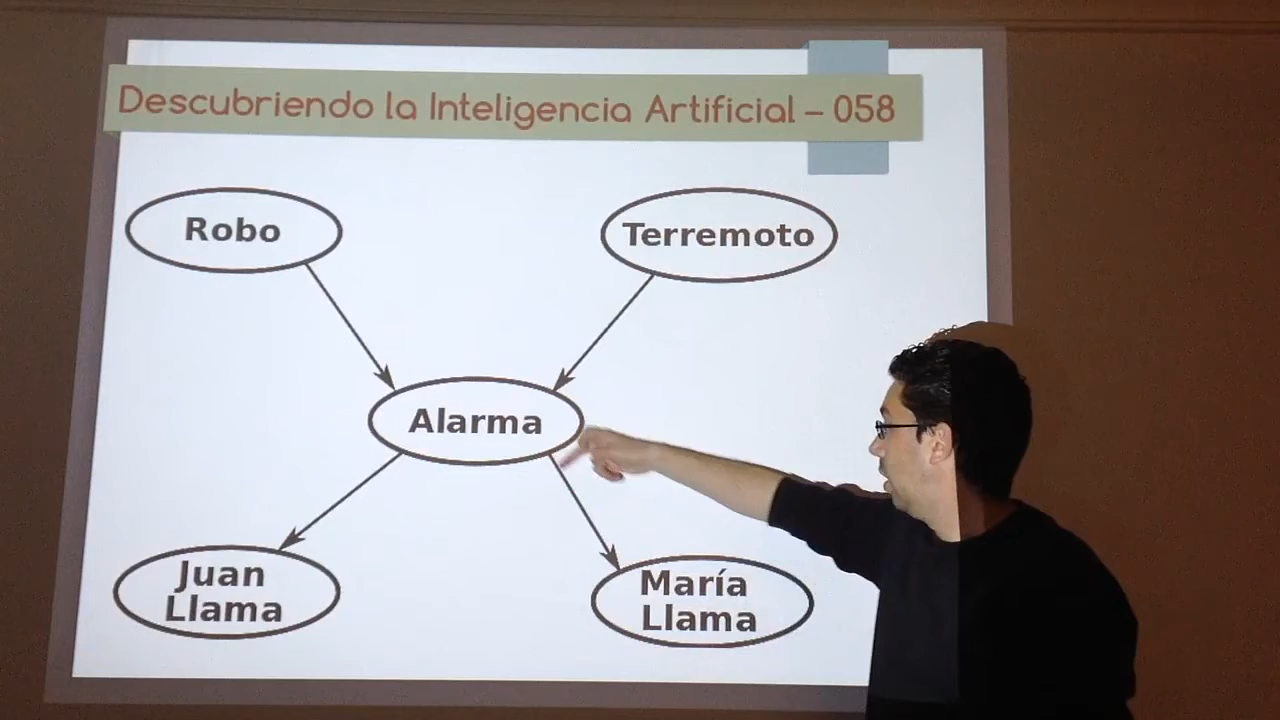 Descubriendo la Inteligencia Artificial – 058
Robo
Terremoto
Alarma
Juan
Llama
María
Llama